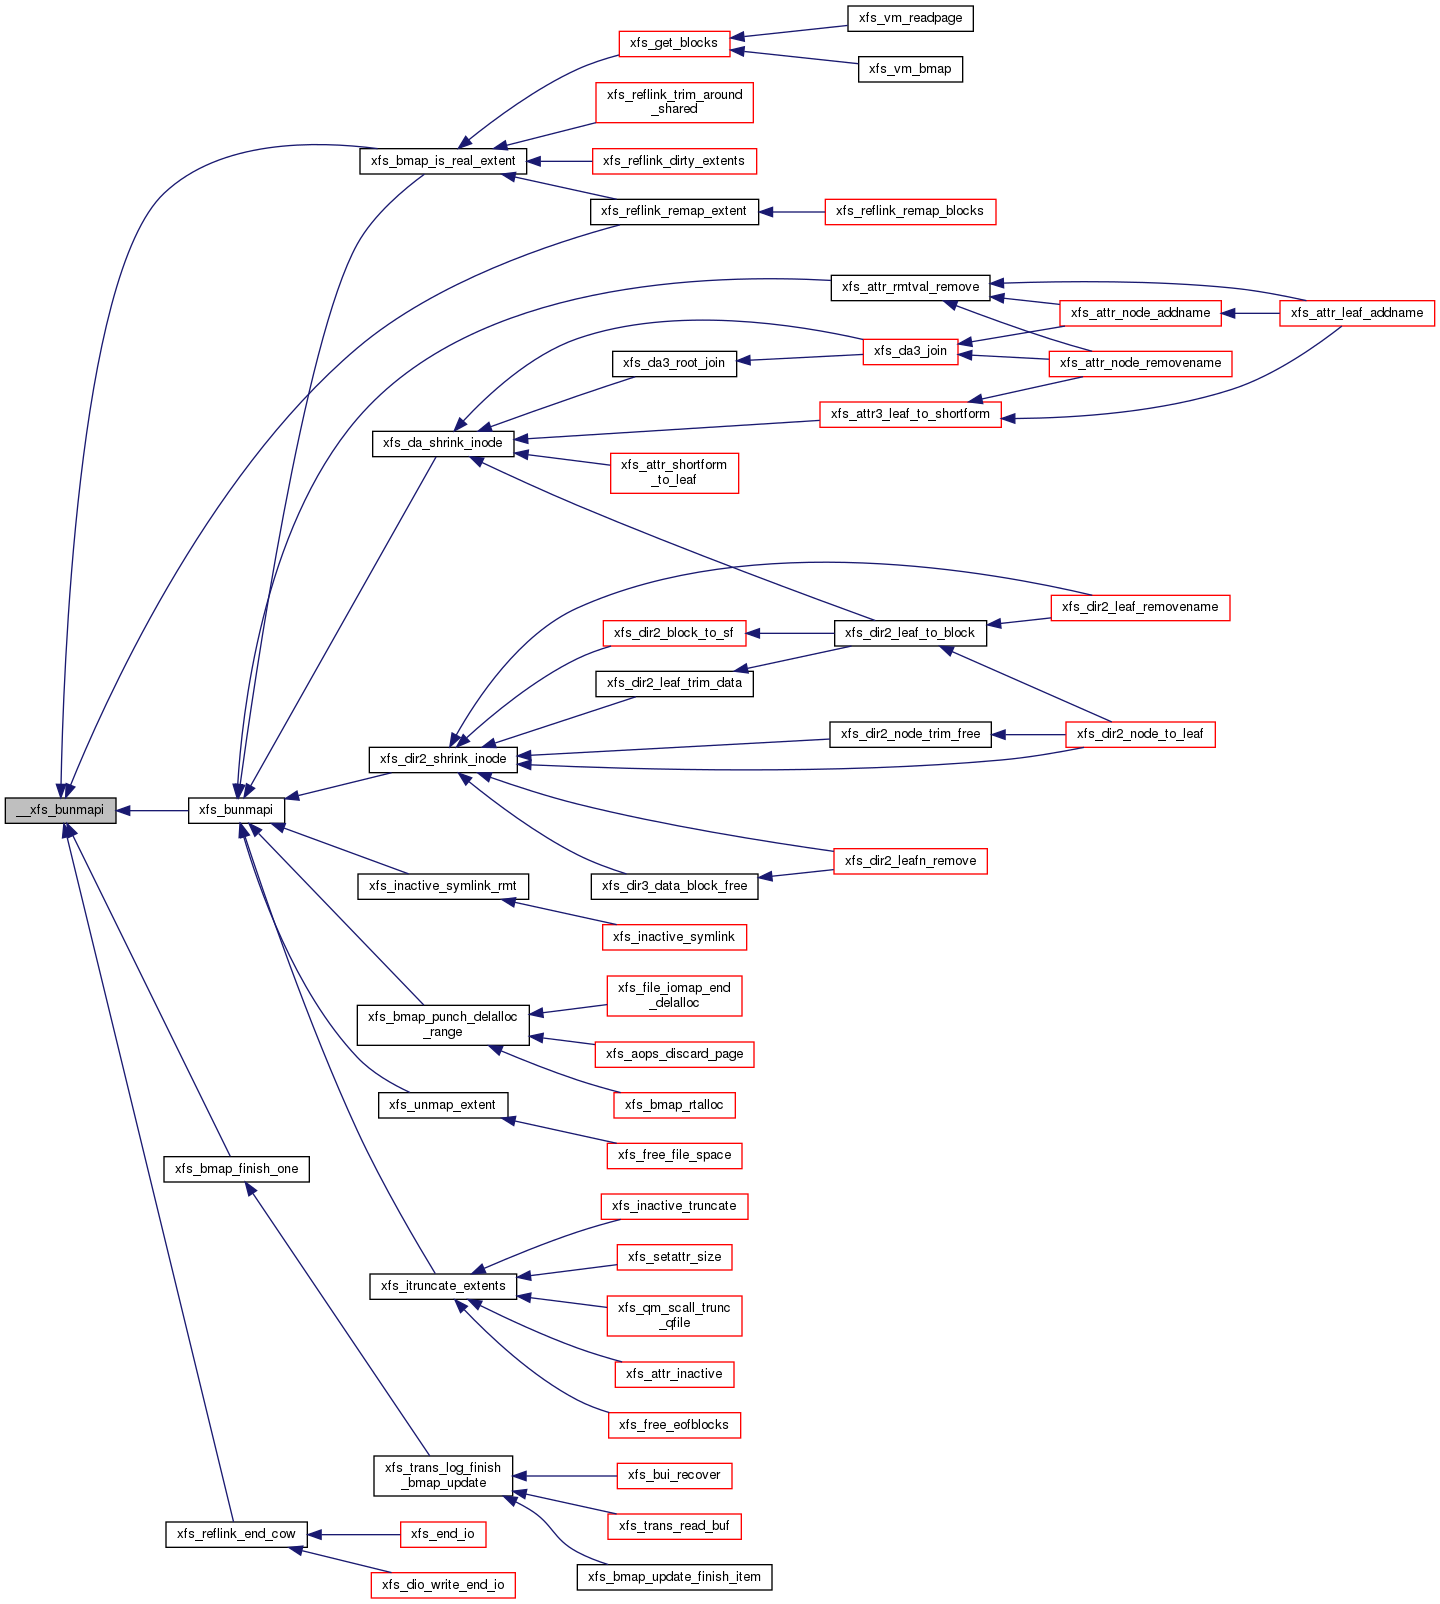 xfs_vm_readpage
xfs_get_blocks
xfs_vm_bmap
xfs_reflink_trim_around
_shared
xfs_bmap_is_real_extent
xfs_reflink_dirty_extents
xfs_reflink_remap_extent
xfs_reflink_remap_blocks
xfs_attr_rmtval_remove
xfs_attr_node_addname
xfs_attr_leaf_addname
xfs_da3_join
xfs_da3_root_join
xfs_attr_node_removename
xfs_attr3_leaf_to_shortform
xfs_da_shrink_inode
xfs_attr_shortform
_to_leaf
xfs_dir2_leaf_removename
xfs_dir2_block_to_sf
xfs_dir2_leaf_to_block
xfs_dir2_leaf_trim_data
xfs_dir2_node_trim_free
xfs_dir2_node_to_leaf
xfs_dir2_shrink_inode
__xfs_bunmapi
xfs_bunmapi
xfs_dir2_leafn_remove
xfs_inactive_symlink_rmt
xfs_dir3_data_block_free
xfs_inactive_symlink
xfs_file_iomap_end
_delalloc
xfs_bmap_punch_delalloc
_range
xfs_aops_discard_page
xfs_unmap_extent
xfs_bmap_rtalloc
xfs_free_file_space
xfs_bmap_finish_one
xfs_inactive_truncate
xfs_setattr_size
xfs_itruncate_extents
xfs_qm_scall_trunc
_qfile
xfs_attr_inactive
xfs_free_eofblocks
xfs_trans_log_finish
_bmap_update
xfs_bui_recover
xfs_trans_read_buf
xfs_reflink_end_cow
xfs_end_io
xfs_bmap_update_finish_item
xfs_dio_write_end_io